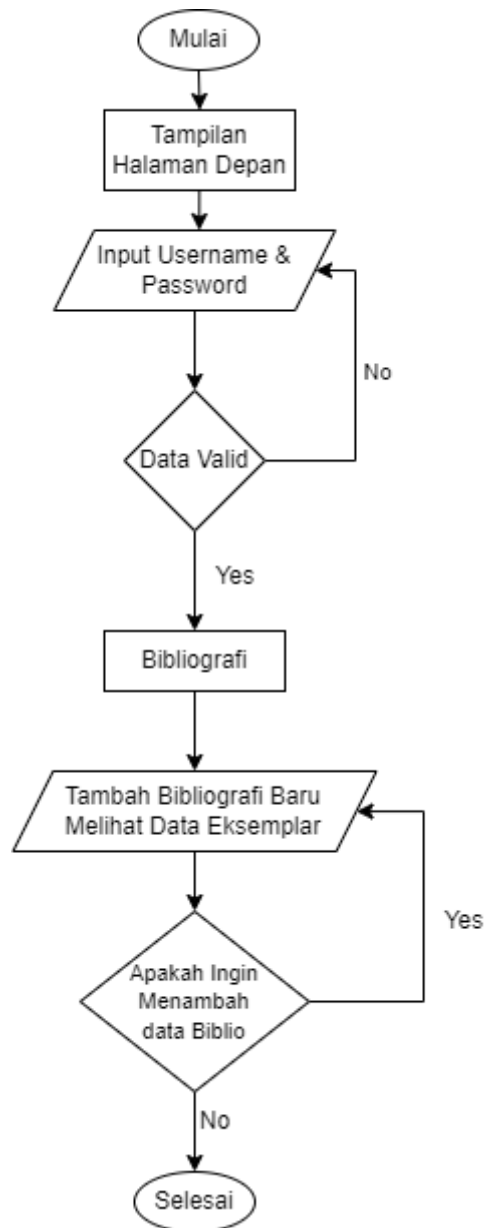 Mulai
Tampilan
Halaman Depan
Input Username &
Password
No
Data Valid
Yes
Bibliografi
Tambah Bibliografi Baru
Melihat Data Eksemplar
Yes
Apakah Ingin
Menambah
data Biblio
No
Selesai